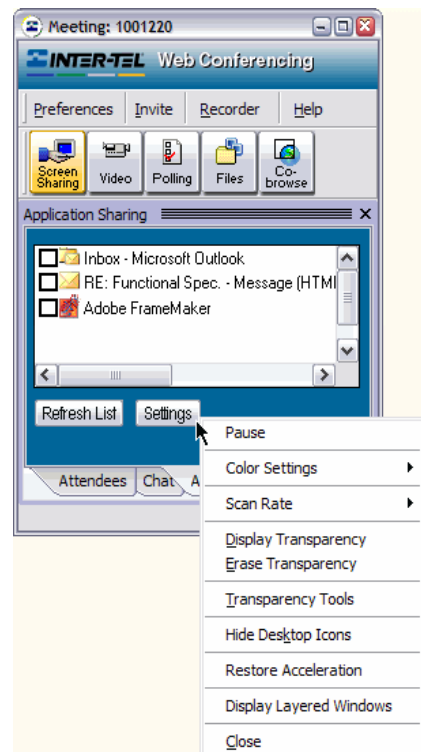 Meeting: 1001220
INTER-TEL Web Conferencing
Preferences Invite Recorder Help
Screen Sharing Video Polling Files Co-browse
Application Sharing
Inbox - Microsoft Outlook
RE: Functional Spec. - Message (HTMl
Adobe FrameMaker
Refresh List Settings
Attendees Chat A
Pause
Color Settings
Scan Rate
Display Transparency
Erase Transparency
Transparency Tools
Hide Desktop Icons
Restore Acceleration
Display Layered Windows
Close